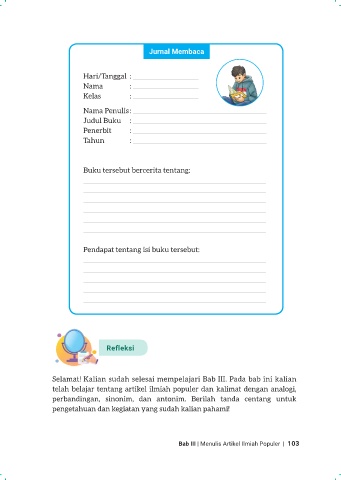 Jurnal Membaca
Hari/Tanggal : 
Nama :
Kelas :
Nama Penulis:
Judul Buku :
Penerbit :
Tahun :
Buku tersebut bercerita tentang:
Pendapat tentang isi buku tersebut:
Refleksi
Selamat! Kalian sudah selesai mempelajari Bab III. Pada bab ini kalian
telah belajar tentang artikel ilmiah populer dan kalimat dengan analogi,
perbandingan, sinonim, dan antonim. Berilah tanda centang untuk
pengetahuan dan kegiatan yang sudah kalian pahami!
Bab III | Menulis Artikel Ilmiah Populer | 103